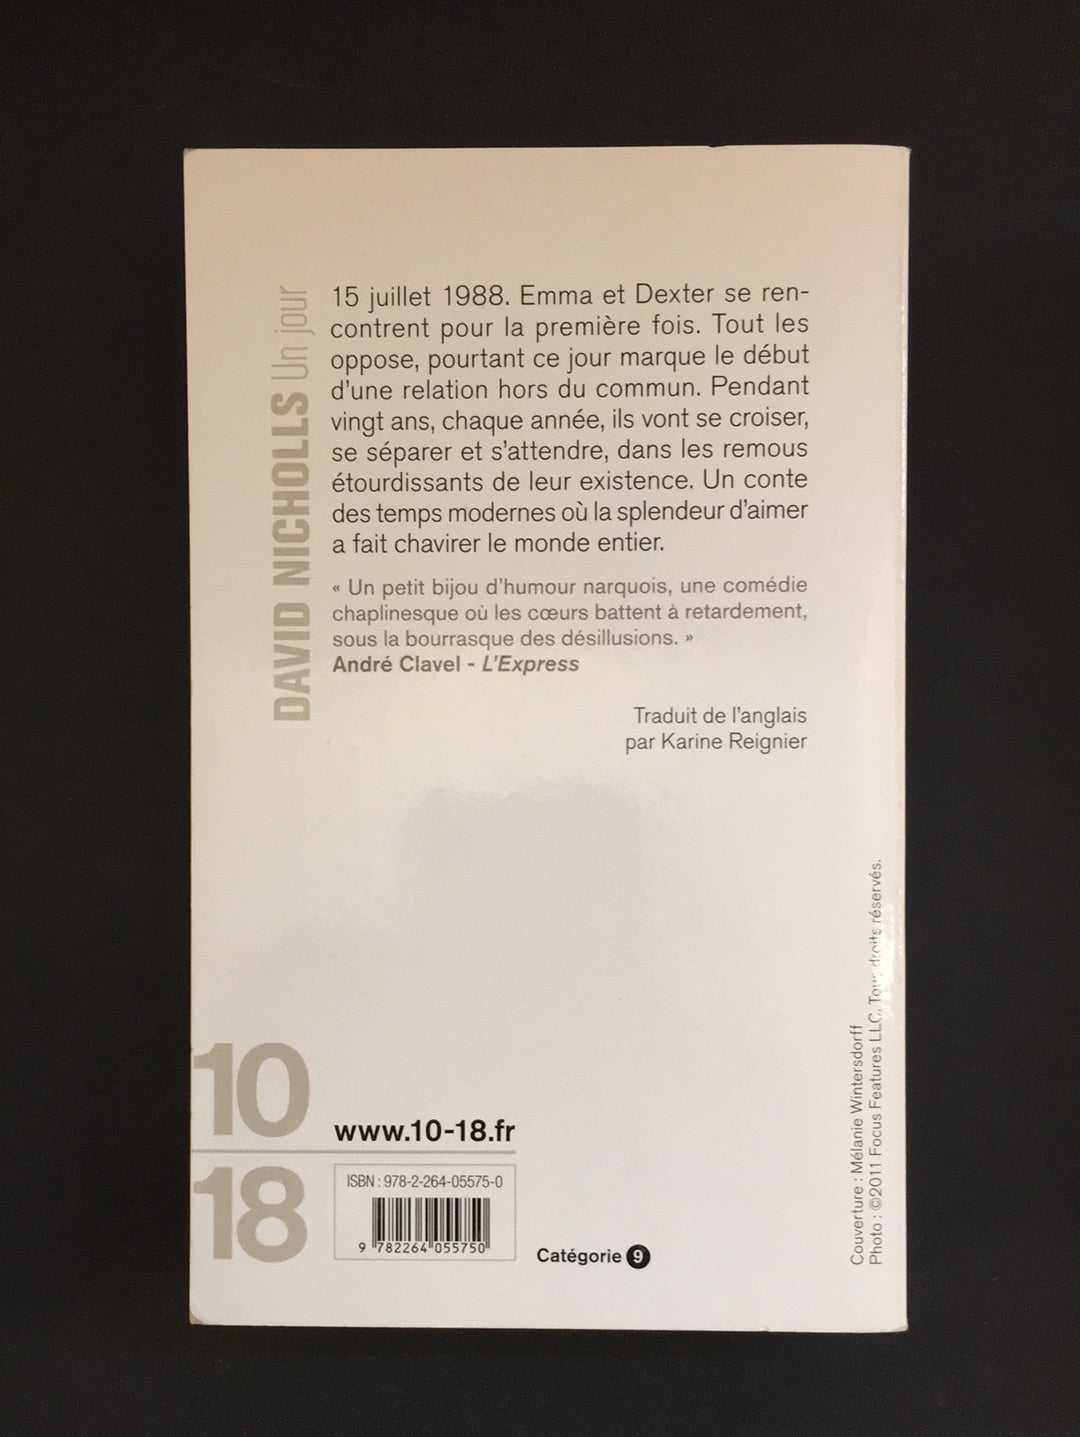 DAVID NICHOLLS Un jour
15 juillet 1988. Emma et Dexter se ren-
contrent pour la première fois. Tout les
oppose, pourtant ce jour marque le début
d'une relation hors du commun. Pendant
vingt ans, chaque année, ils vont se croiser,
se séparer et s'attendre, dans les remous
étourdissants de leur existence. Un conte
des temps modernes où la splendeur d'aimer
a fait chavirer le monde entier.
« Un petit bijou d'humour narquois, une comédie
chaplinesque où les cœurs battent à retardement,
sous la bourrasque des désillusions. »
André Clavel - L'Express
Traduit de l'anglais
par Karine Reignier
10
18
www.10-18.fr
ISBN : 978-2-264-05575-0
9 782264 055750
Catégorie 9
Couverture : Mélanie Wintersdorff
Photo : ©2011 Focus Features LLC. Tous droits réservés.